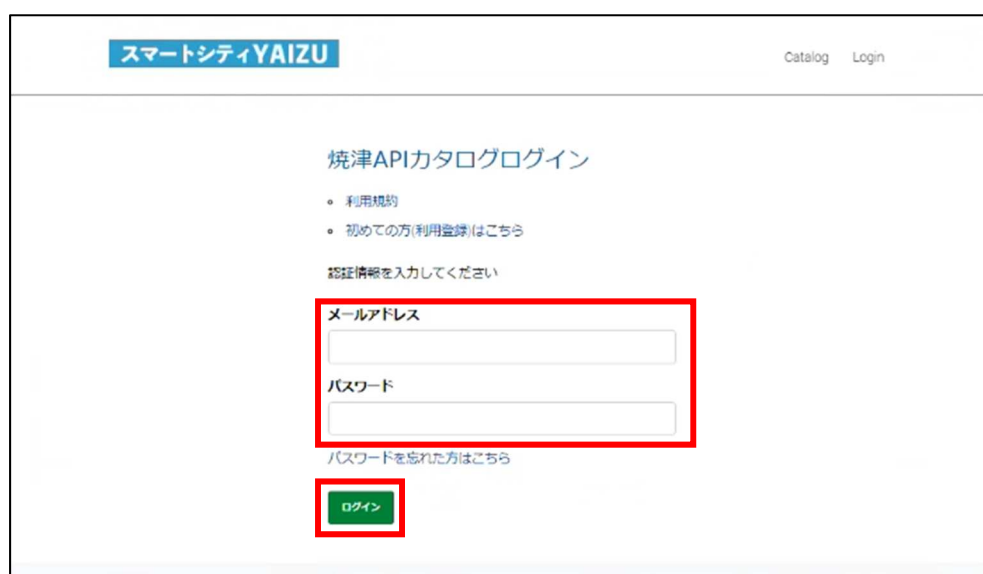 スマートシティYAIZU
Catalog Login
焼津APIカタログログイン
利用規約
初めての方(利用登録)はこちら
認証情報を入力してください
メールアドレス
パスワード
パスワードを忘れた方はこちら
ログイン